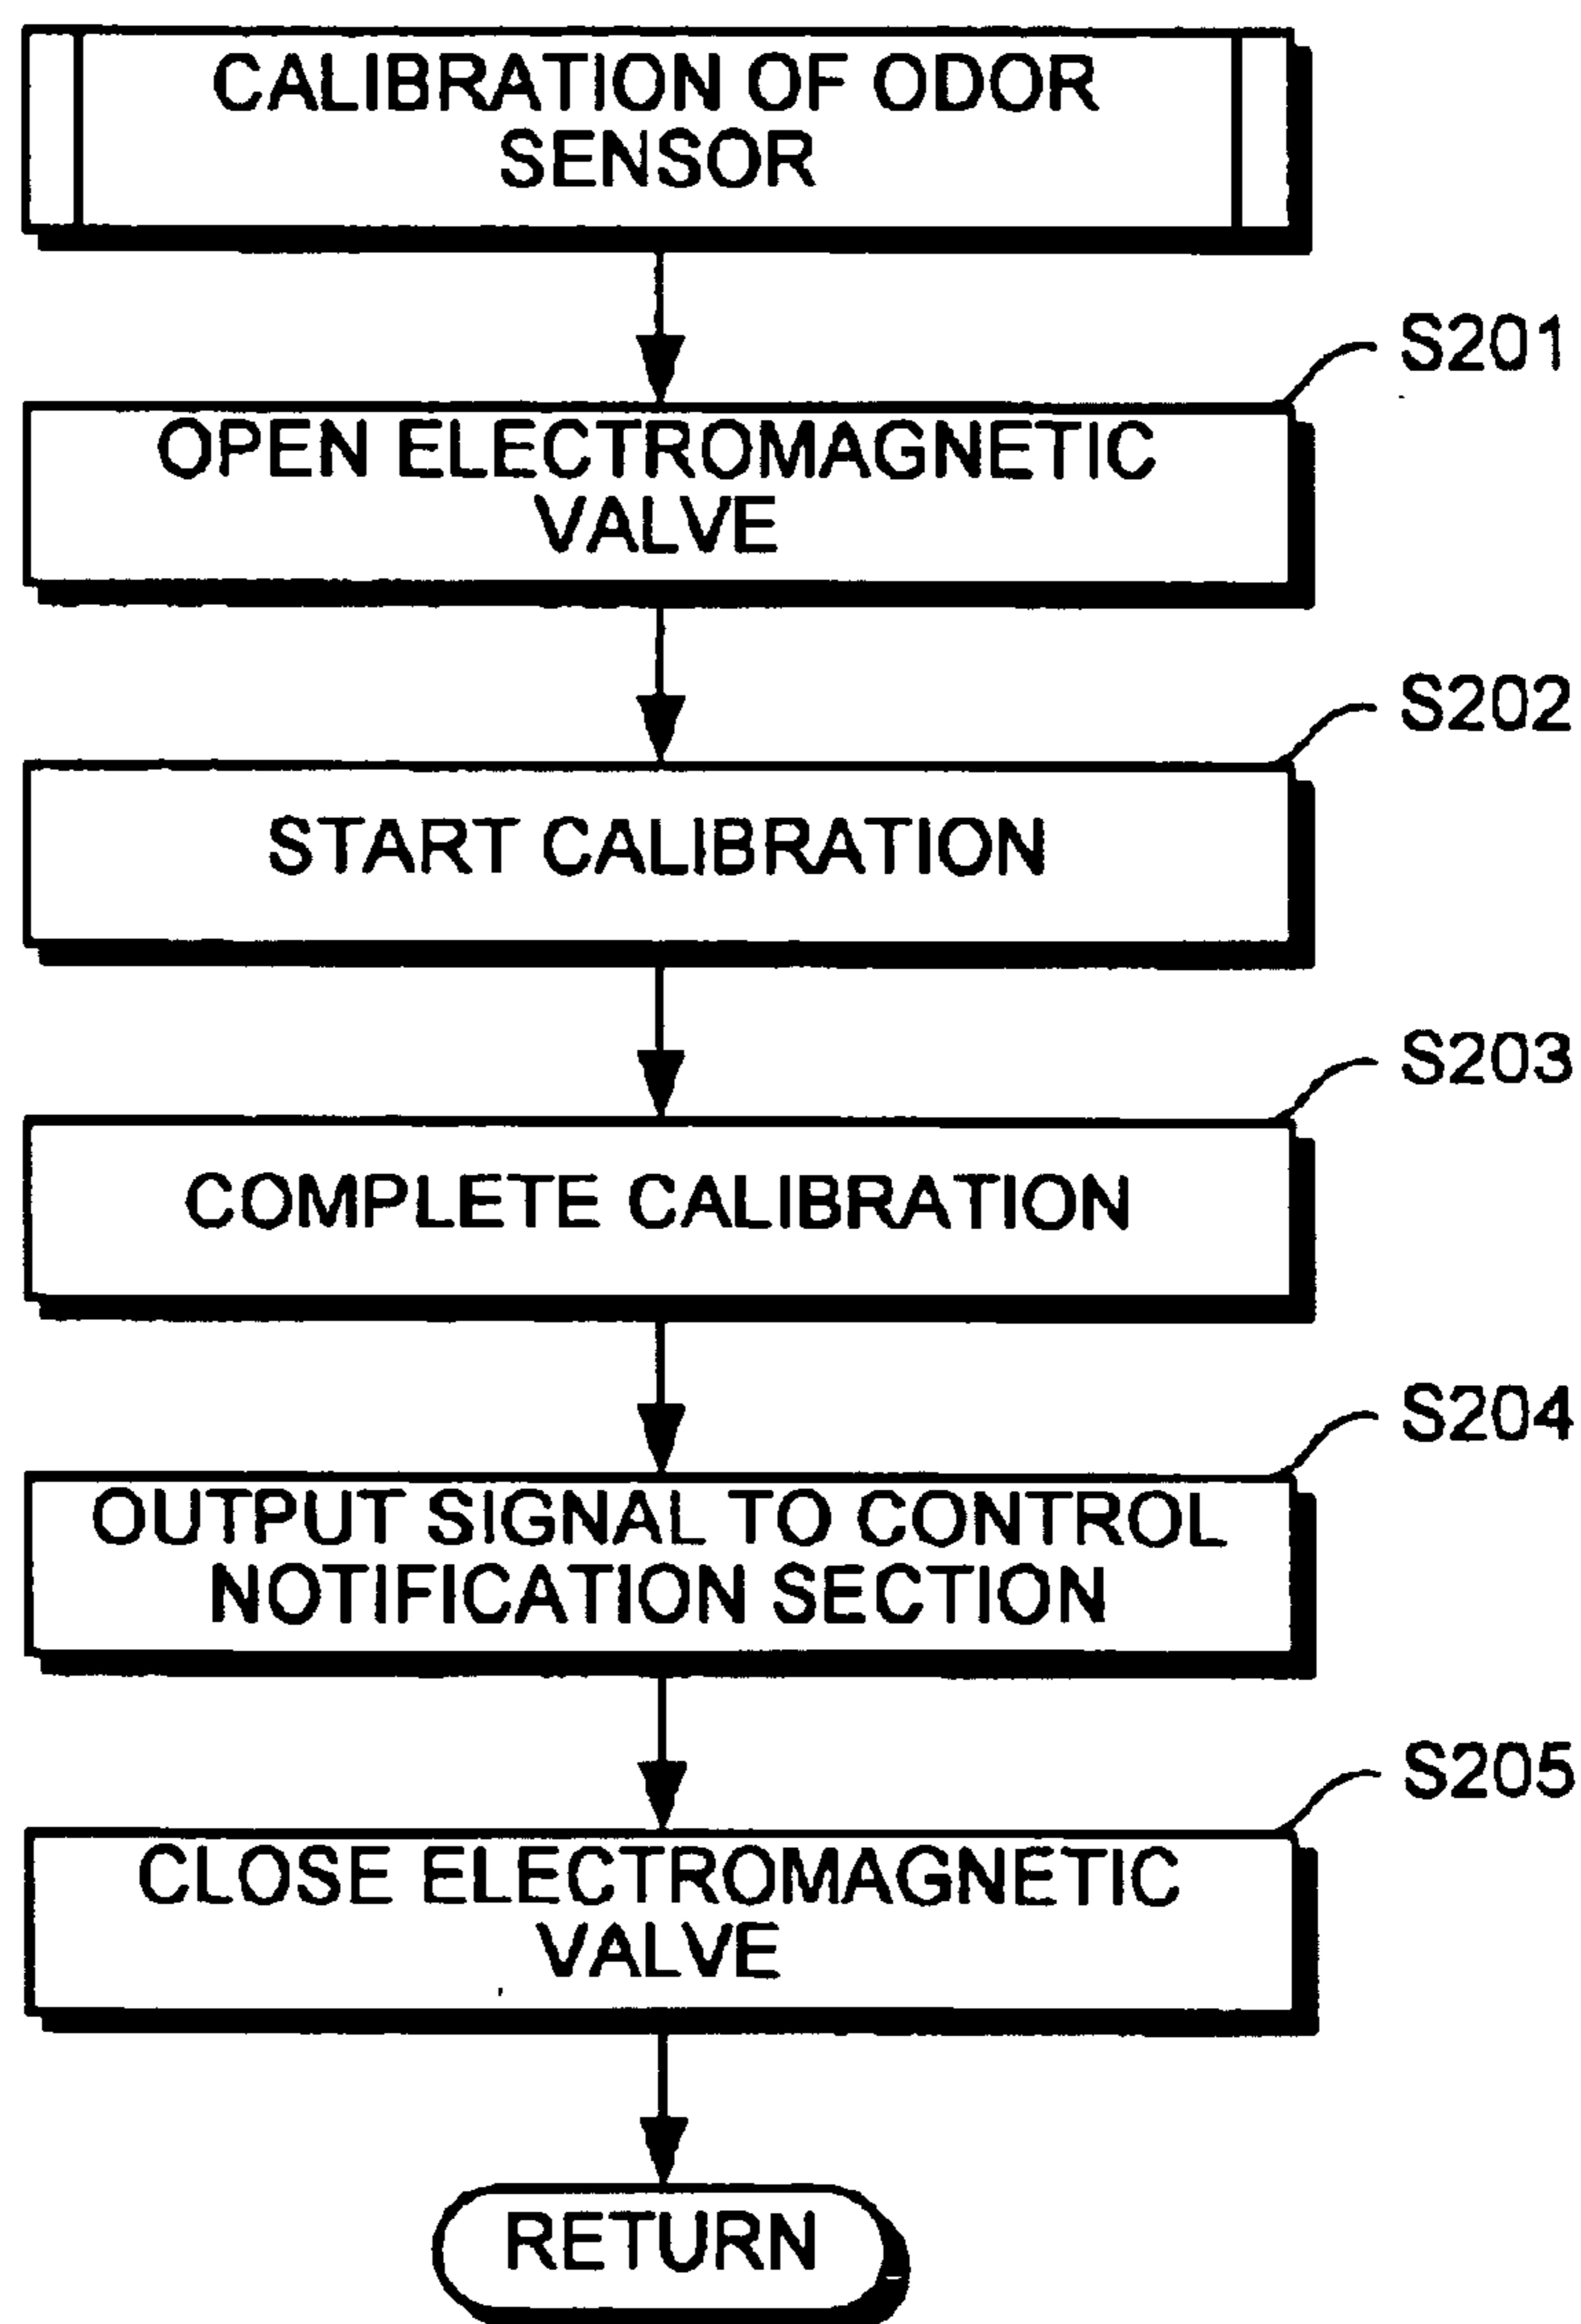 CALIBRATION OF ODOR
SENSOR
S201
OPEN ELECTROMAGNETIC
VALVE
S202
START CALIBRATION
S203
COMPLETE CALIBRATION
S204
OUTPUT SIGNAL TO CONTROL
NOTIFICATION SECTION
S205
CLOSE ELECTROMAGNETIC
VALVE
RETURN